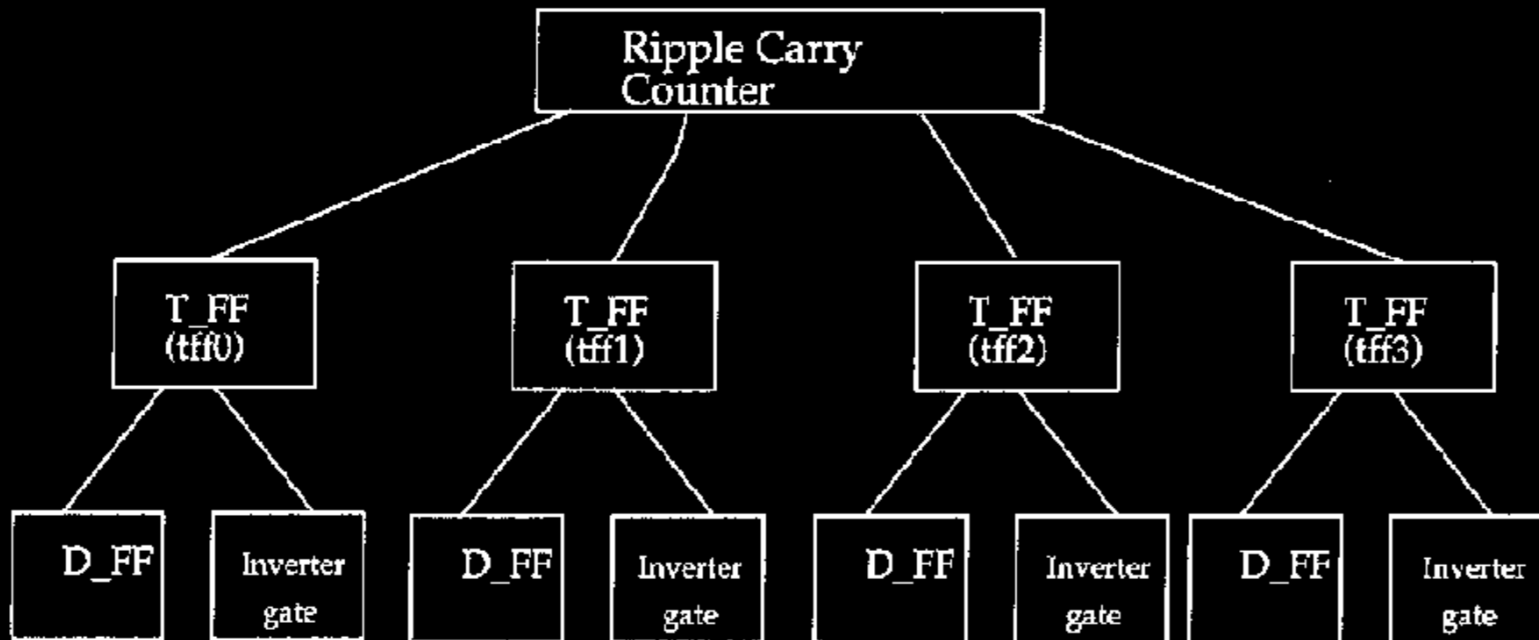 Ripple Carry
Counter
T_FF
(tff0)
T_FF
(tff1)
T_FF
(tff2)
T_FF
(tff3)
D_FF
Inverter
gate
D_FF
Inverter
gate
D_FF
Inverter
gate
D_FF
Inverter
gate